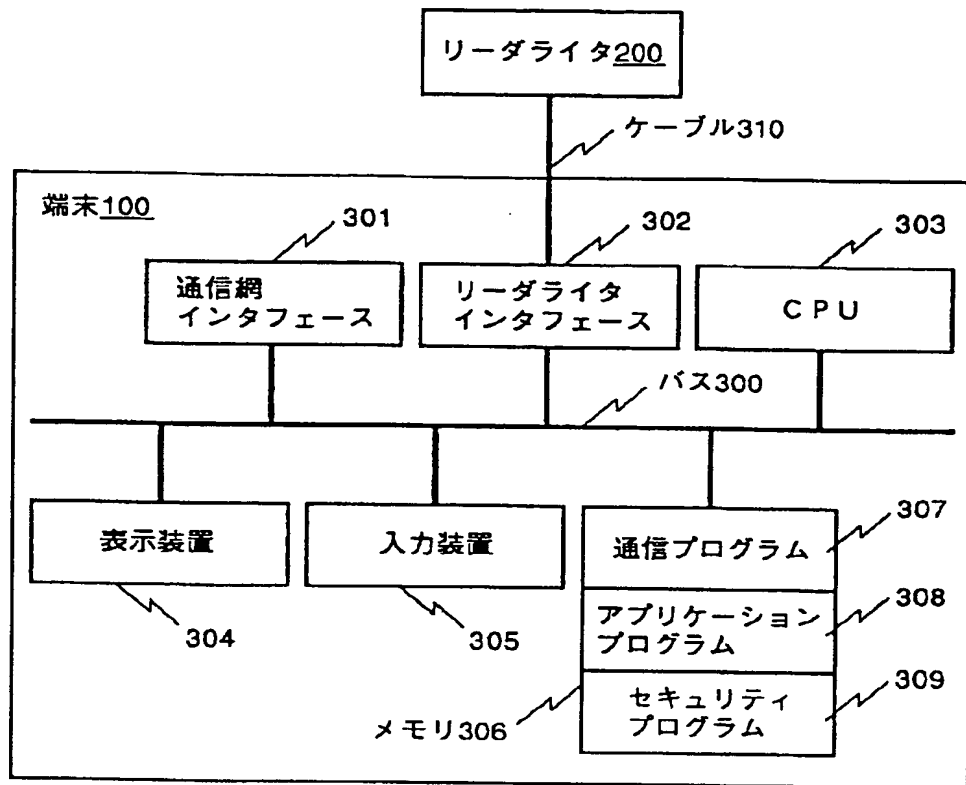 リーダライタ200
ケーブル310
端末100
301
302
303
通信網
インタフェース
リーダライタ
インタフェース
CPU
バス300
表示装置
入力装置
通信プログラム
307
304
305
アプリケーション
プログラム
308
セキュリティ
プログラム
309
メモリ306